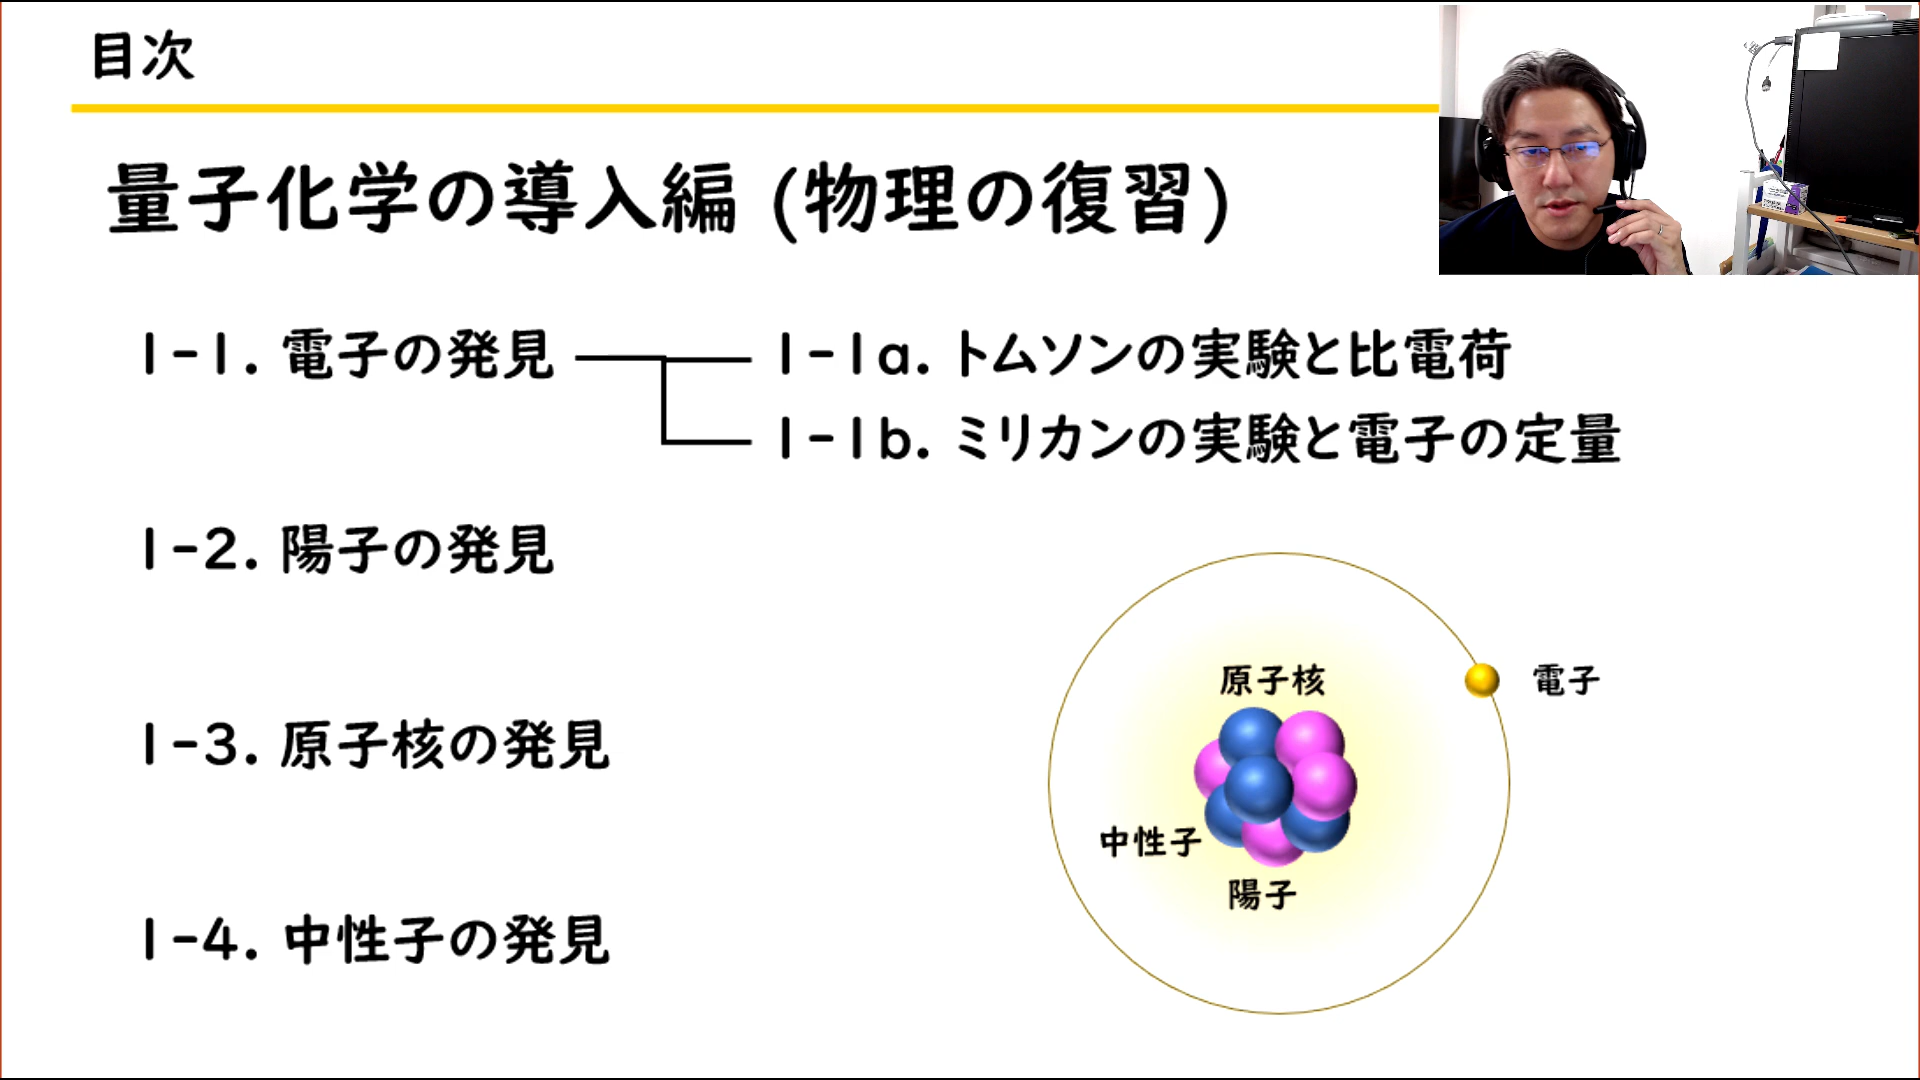 目次
量子化学の導入編 (物理の復習)
1-1. 電子の発見
1-1a. トムソンの実験と比電荷
1-1b. ミリカンの実験と電子の定量
1-2. 陽子の発見
1-3. 原子核の発見
1-4. 中性子の発見
原子核
電子
中性子
陽子